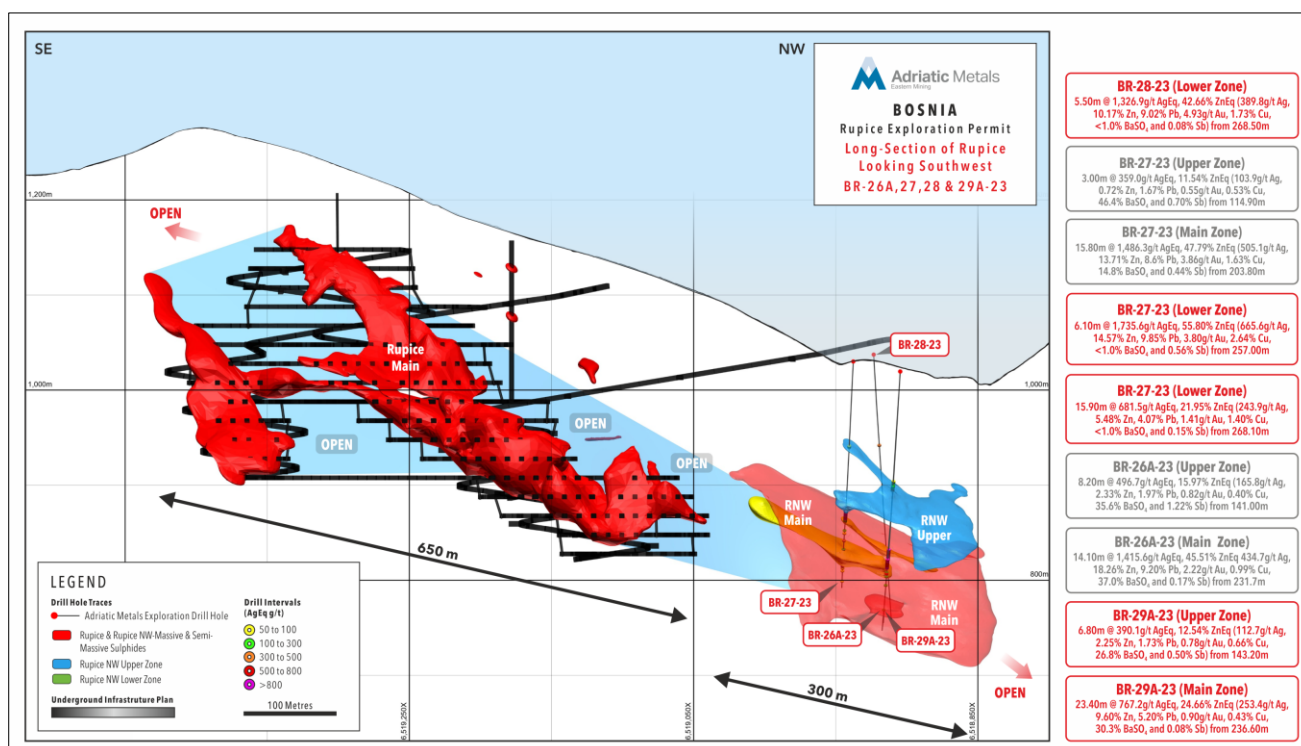 SE
NW
Adriatic Metals
Eastern Mining
BOSNIA
Rupice Exploration Permit
Long-Section of Rupice
Looking Southwest
BR-26A,27,28 & 29A-23
1,200m
OPEN
Rupice
Main
1,000m
1,000m
BR-28-23
OPEN
OPEN
OPEN
RNW
Main
RNW
Upper
650 m
800m
800m
BR-27-23
RNW
Main
BR-26A-23
BR-29A-23
300 m
OPEN
6,519,250
6,519,050
6,518,850X
LEGEND
Drill Hole Traces
Adriatic Metals Exploration Drill Hole
Rupice & Rupice NW-Massive & Semi-
Massive Sulphides
Rupice NW Upper Zone
Rupice NW Lower Zone
Underground Infrastruture Plan
Drill Intervals
(AgEq g/t)
50 to 100
100 to 300
300 to 500
500 to 800
>800
100 Metres
BR-28-23 (Lower Zone)
5.50m @ 1,326.9g/t AgEq, 42.66% ZnEq (389.8g/t Ag,
10.17% Zn, 9.02% Pb, 4.93g/t Au, 1.73% Cu,
<1.0% BaSO₄ and 0.08% Sb) from 268.50m
BR-27-23 (Upper Zone)
3.00m @ 359.0g/t AgEq, 11.54% ZnEq (103.9g/t Ag,
0.72% Zn, 1.67% Pb, 0.55g/t Au, 0.53% Cu,
46.4% BaSO₄ and 0.70% Sb) from 114.90m
BR-27-23 (Main Zone)
15.80m @ 1,486.3g/t AgEq, 47.79% ZnEq (505.1g/t Ag,
13.71% Zn, 8.6% Pb, 3.86g/t Au, 1.63% Cu,
14.8% BaSO₄ and 0.44% Sb) from 203.80m
BR-27-23 (Lower Zone)
6.10m @ 1,735.6g/t AgEq, 55.80% ZnEq (665.6g/t Ag,
14.57% Zn, 9.85% Pb, 3.80g/t Au, 2.64% Cu,
<1.0% BaSO₄ and 0.56% Sb) from 257.00m
BR-27-23 (Lower Zone)
15.90m @ 681.5g/t AgEq, 21.95% ZnEq (243.9g/t Ag,
5.48% Zn, 4.07% Pb, 1.41g/t Au, 1.40% Cu,
<1.0% BaSO₄ and 0.15% Sb) from 268.10m
BR-26A-23 (Upper Zone)
8.20m @ 496.7g/t AgEq, 15.97% ZnEq (165.8g/t Ag,
2.33% Zn, 1.97% Pb, 0.82g/t Au, 0.40% Cu,
35.6% BaSO₄ and 1.22% Sb) from 141.00m
BR-26A-23 (Main Zone)
14.10m @ 1,415.6g/t AgEq, 45.51% ZnEq 434.7g/t Ag,
18.26% Zn, 9.20% Pb, 2.22g/t Au, 0.99% Cu,
37.0% BaSO₄ and 0.17% Sb) from 231.7m
BR-29A-23 (Upper Zone)
6.80m @ 390.1g/t AgEq, 12.54% ZnEq (112.7g/t Ag,
2.25% Zn, 1.73% Pb, 0.78g/t Au, 0.66% Cu,
26.8% BaSO₄ and 0.50% Sb) from 143.20m
BR-29A-23 (Main Zone)
23.40m @ 767.2g/t AgEq, 24.66% ZnEq (253.4g/t Ag,
9.60% Zn, 5.20% Pb, 0.90g/t Au, 0.43% Cu,
30.3% BaSO₄ and 0.08% Sb) from 236.60m